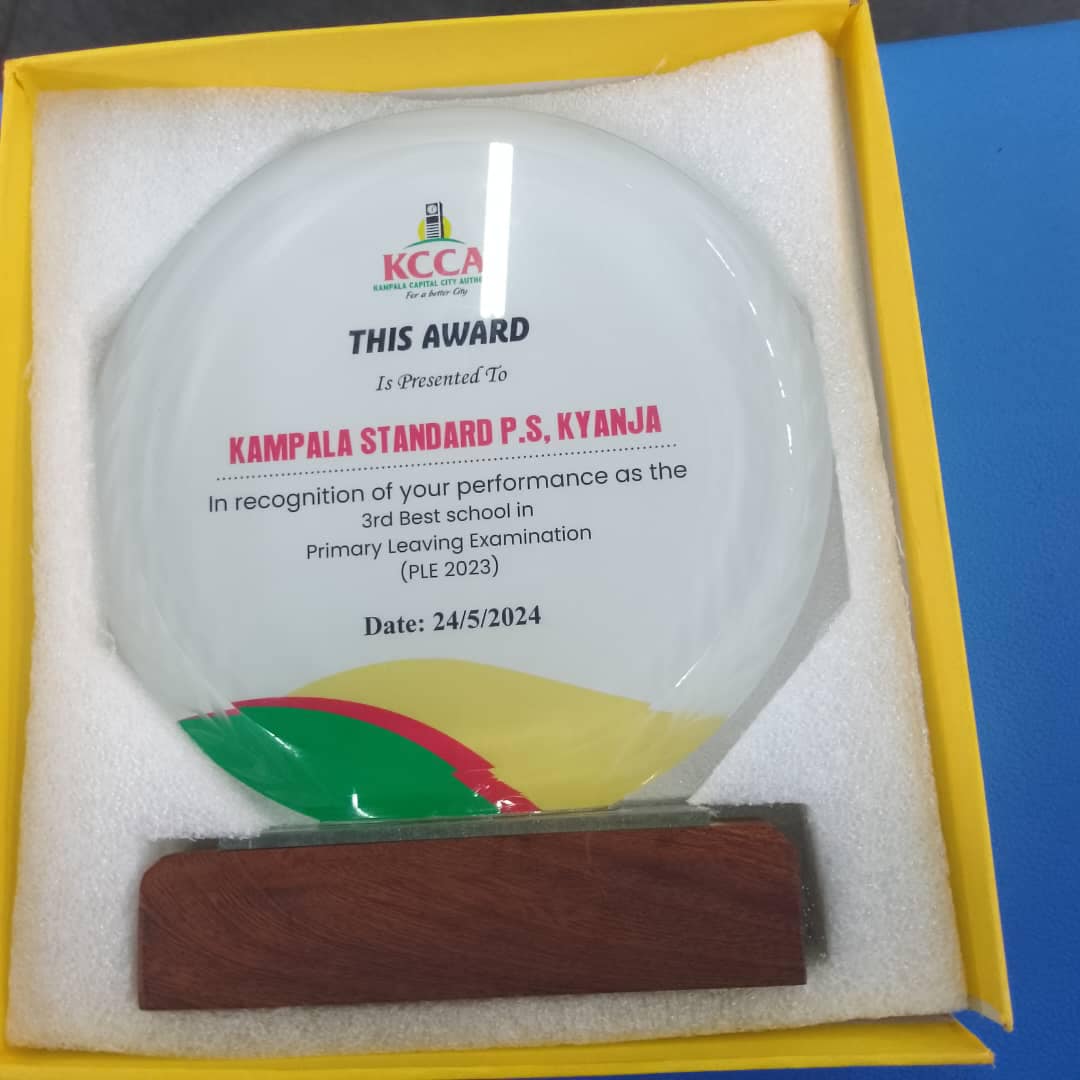 KCCA
KAMPALA CAPITAL CITY
For a better City
THIS AWARD
Is Presented To
KAMPALA STANDARD P.S, KYANJA
In recognition of your performance as the
3rd Best school in
Primary Leaving Examination
(PLE 2023)
Date: 24/5/2024